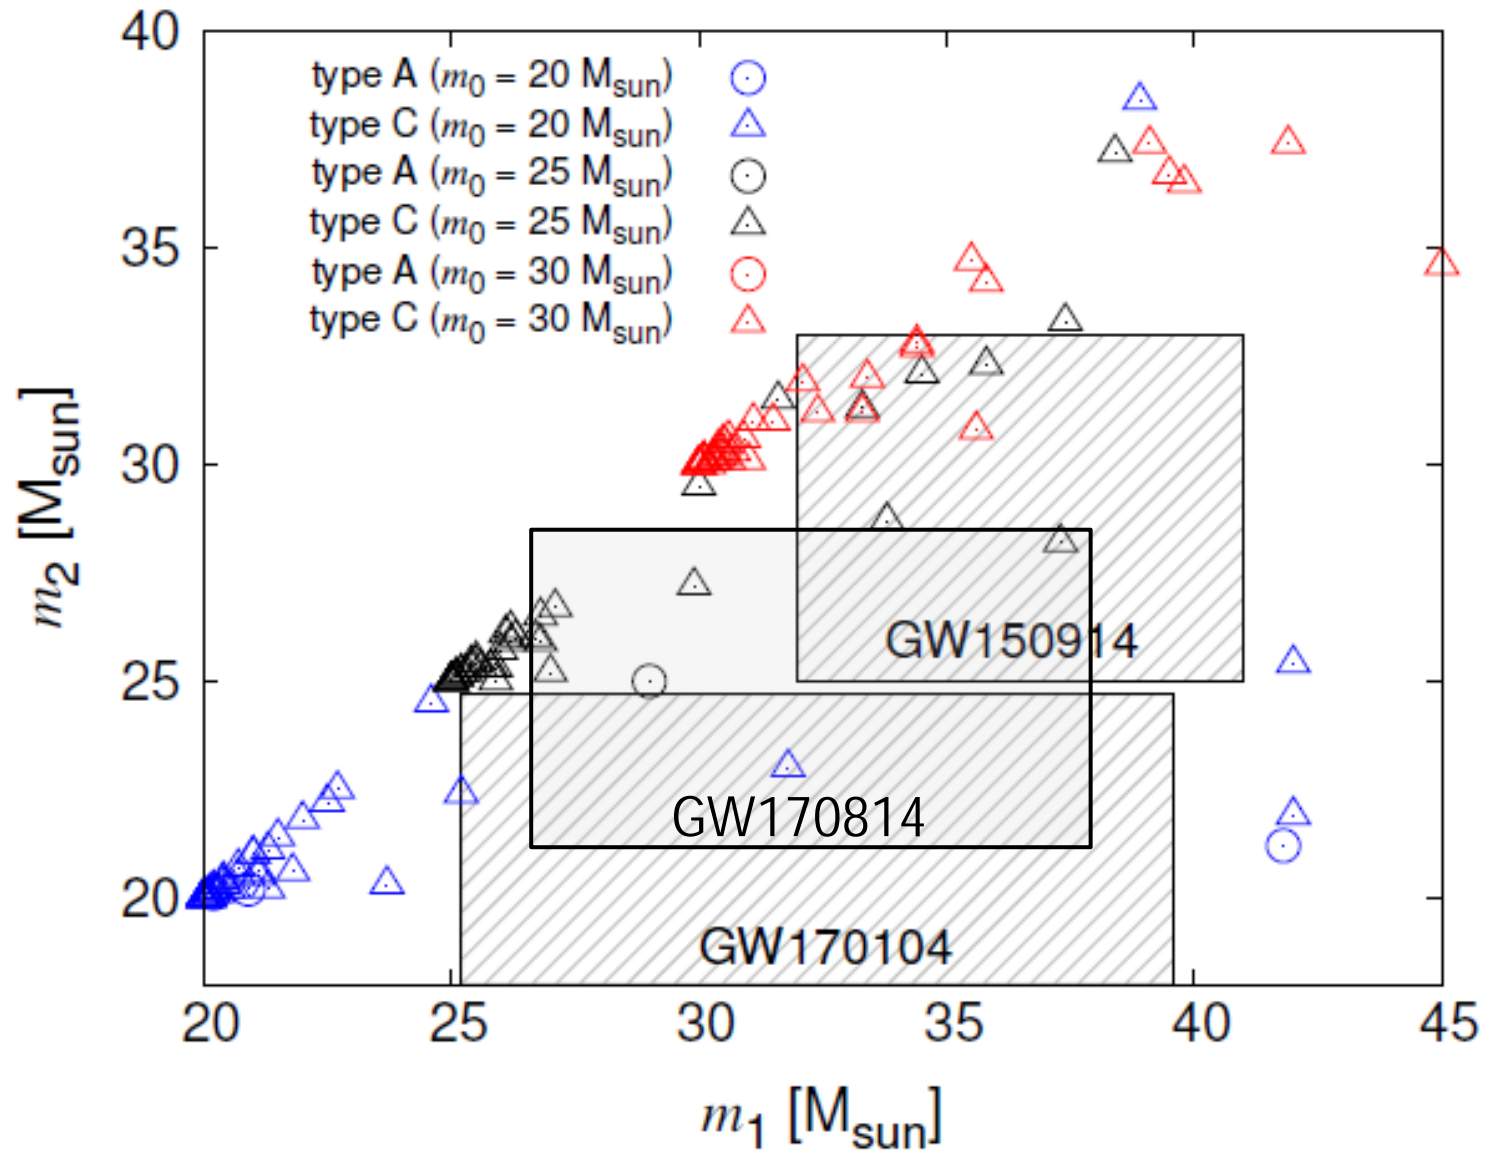 40
35
30
25
20
m2 [Msun]
type A (m0 = 20 Msun)
type C (m0 = 20 Msun)
type A (m0 = 25 Msun)
type C (m0 = 25 Msun)
type A (m0 = 30 Msun)
type C (m0 = 30 Msun)
GW150914
GW170814
GW170104
20 25 30 35 40 45
m1 [Msun]